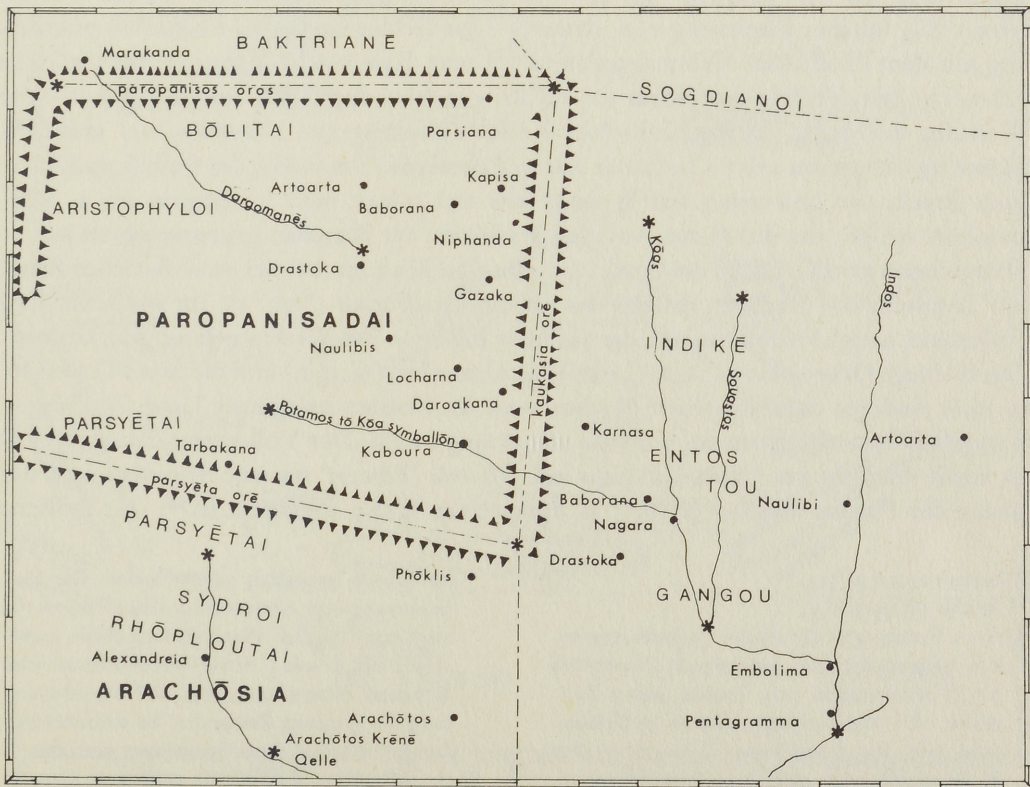 BAKTRIANĒ
Marakanda
paropanisos oros
SOGDIANOI
BŌLITAI
Parsiana
Kapisa
Artoarta
Baborana
Dargomanēs
ARISTOPHYLOI
Niphanda
Drastoka
Kōas
Indos
Gazaka
PAROPANISADAI
kaukasia orē
Naulibis
INDIKĒ
Locharna
Souastos
Daroakana
Potamos tō Kōa symballōn
PARSYĒTAI
Karnasa
Artoarta
Tarbakana
Kaboura
ENTOS
parsyēta orē
TOU
Baborana
Naulibi
Nagara
PARSYĒTAI
Drastoka
Phōklis
SYDROI
GANGOU
RHŌPLOUTAI
Alexandreia
Embolima
ARACHŌSIA
Arachōtos
Pentagramma
Arachōtos Krēnē
Qelle